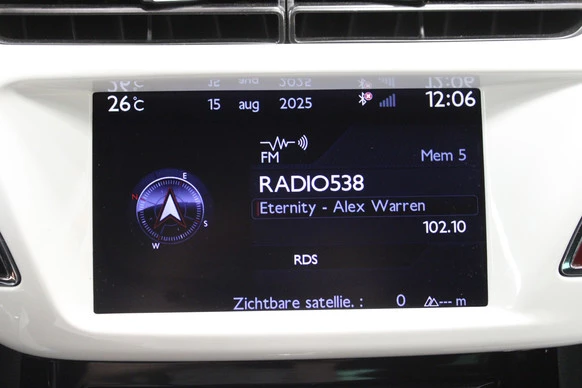 26°C 15 aug 2025 12:06
FM Mem 5
RADIO538
Eternity - Alex Warren
102.10
RDS
N E S W
Zichtbare satellie. : 0 --- m